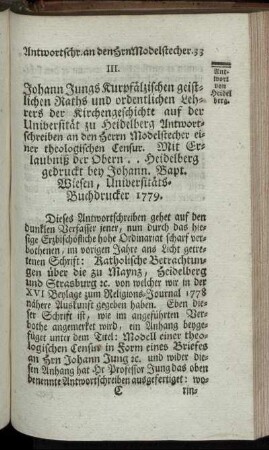 Antwortschr. an den Hrn Modelstecher. 33
III.
Johann Jungs Kurpfälzischen geist-
lichen Raths und ordentlichen Leh-
rers der Kirchengeschichte auf der
Universität zu Heidelberg Antwort-
schreiben an den Herrn Modelstecher ei-
ner theologischen Censur. Mit Er-
laubniß der Obern . . Heidelberg
gedruckt bey Johann. Bapt.
Wiesen, Universitäts-
Buchdrucker 1779.
Ant-
wort
von
Heidel
berg.
Dieses Antwortschreiben gehet auf den
dunklen Verfasser jener, nun durch das hie-
sige Erzbischöfliche hohe Ordinariat scharf ver-
bothenen, im vorigen Jahre ans Licht getre-
tenen Schrift: Katholische Betrachtun-
gen über die zu Maynz, Heidelberg
und Strasburg ꝛc. von welcher wir in der
XVI Beylage zum Religions-Journal 1778
nähere Auskunft gegeben haben. Eben die-
ser Schrift ist, wie im angeführten Ver-
bothe angemerket wird, ein Anhang beyge-
füget unter dem Titel: Modell einer theo-
logischen Censur in Form eines Briefes
an Hrn Johann Jung ꝛc. und wider die-
sen Anhang hat Hr Professor Jung das oben
benennte Antwortschreiben ausgefertiget: wo-
C rin-